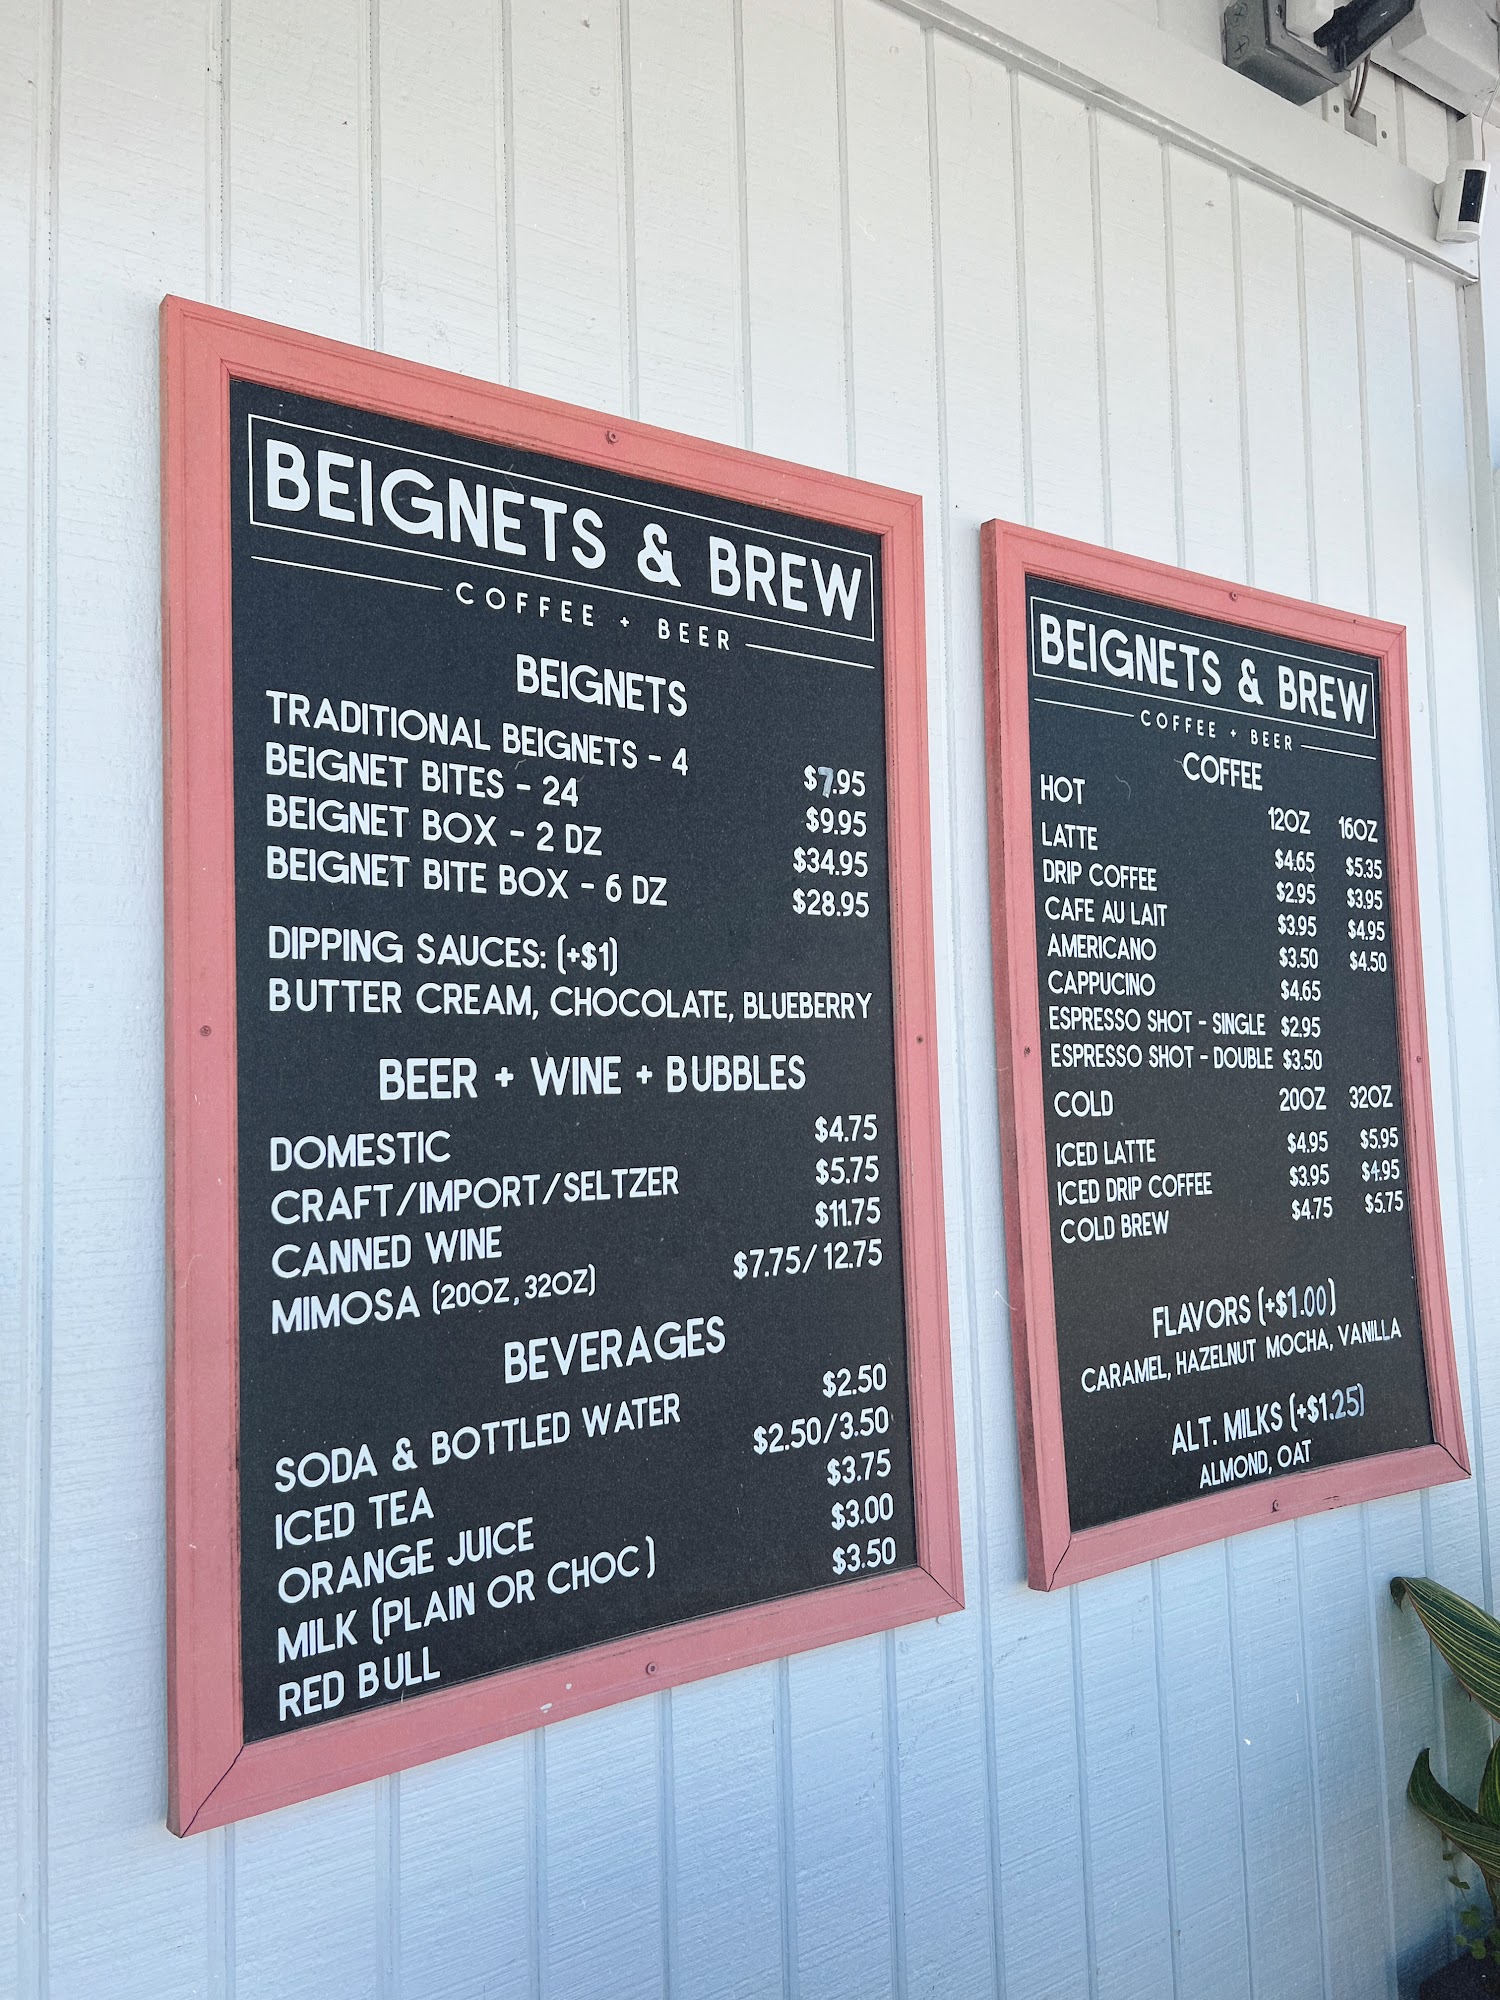 BEIGNETS & BREW
COFFEE + BEER
BEIGNETS
TRADITIONAL BEIGNETS - 4 $7.95
BEIGNET BITES - 24 $9.95
BEIGNET BOX - 2 DZ $34.95
BEIGNET BITE BOX - 6 DZ $28.95
DIPPING SAUCES: (+$1)
BUTTER CREAM, CHOCOLATE, BLUEBERRY
BEER + WINE + BUBBLES
DOMESTIC $4.75
CRAFT/IMPORT/SELTZER $5.75
CANNED WINE $11.75
MIMOSA (20OZ, 32OZ) $7.75/12.75
BEVERAGES
SODA & BOTTLED WATER $2.50
ICED TEA $2.50/3.50
ORANGE JUICE $3.75
MILK (PLAIN OR CHOC) $3.00
RED BULL $3.50
BEIGNETS & BREW
COFFEE + BEER
COFFEE
HOT 12OZ 16OZ
LATTE $4.65 $5.35
DRIP COFFEE $2.95 $3.95
CAFE AU LAIT $3.95 $4.95
AMERICANO $3.50 $4.50
CAPPUCINO $4.65
ESPRESSO SHOT - SINGLE $2.95
ESPRESSO SHOT - DOUBLE $3.50
COLD 20OZ 32OZ
ICED LATTE $4.95 $5.95
ICED DRIP COFFEE $3.95 $4.95
COLD BREW $4.75 $5.75
FLAVORS (+$1.00)
CARAMEL, HAZELNUT MOCHA, VANILLA
ALT. MILKS (+$1.25)
ALMOND, OAT